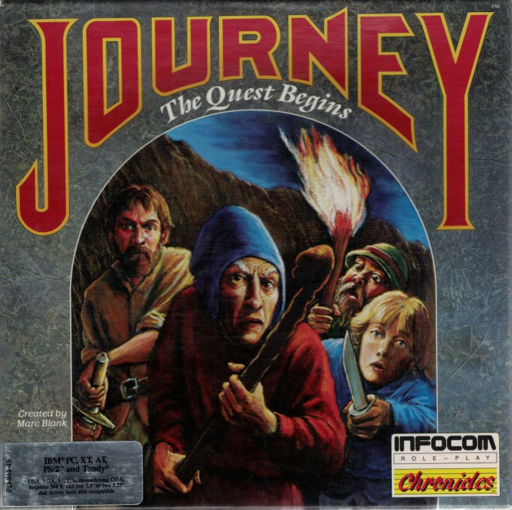 JOURNEY
The Quest Begins
Created by
Marc Blank
IBM® PC, XT, AT,
PS/2™ and Tandy®
INFOCOM
ROLE-PLAY
Chronicles